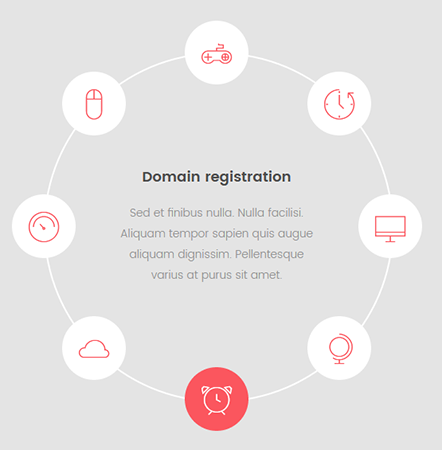 Domain registration
Sed et finibus nulla. Nulla facilisi.
Aliquam tempor sapien quis augue
aliquam dignissim. Pellentesque
varius at purus sit amet.